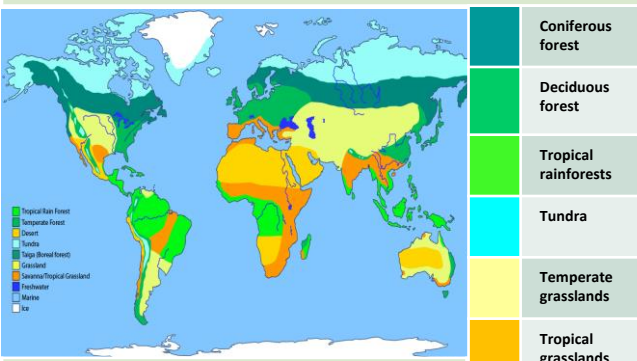 Tropical Rain Forest
Temperate Forest
Desert
Tundra
Taiga (Boreal forest)
Grassland
Savanna/Tropical Grassland
Freshwater
Marine
Ice
Coniferous
forest
Deciduous
forest
Tropical
rainforests
Tundra
Temperate
grasslands
Tropical
grasslands